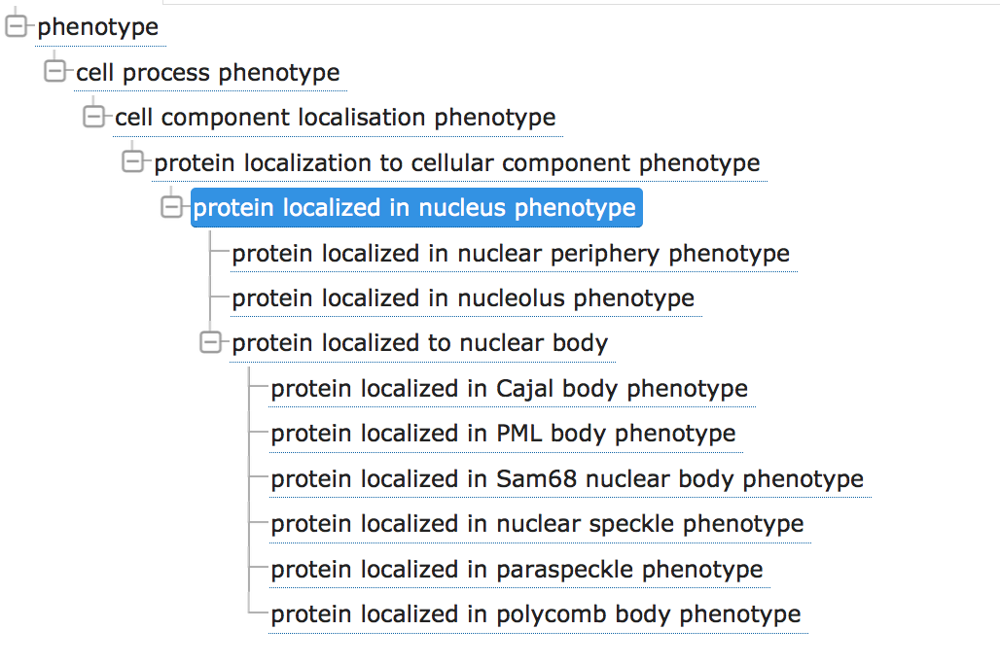 phenotype
cell process phenotype
cell component localisation phenotype
protein localization to cellular component phenotype
protein localized in nucleus phenotype
protein localized in nuclear periphery phenotype
protein localized in nucleolus phenotype
protein localized to nuclear body
protein localized in Cajal body phenotype
protein localized in PML body phenotype
protein localized in Sam68 nuclear body phenotype
protein localized in nuclear speckle phenotype
protein localized in paraspeckle phenotype
protein localized in polycomb body phenotype